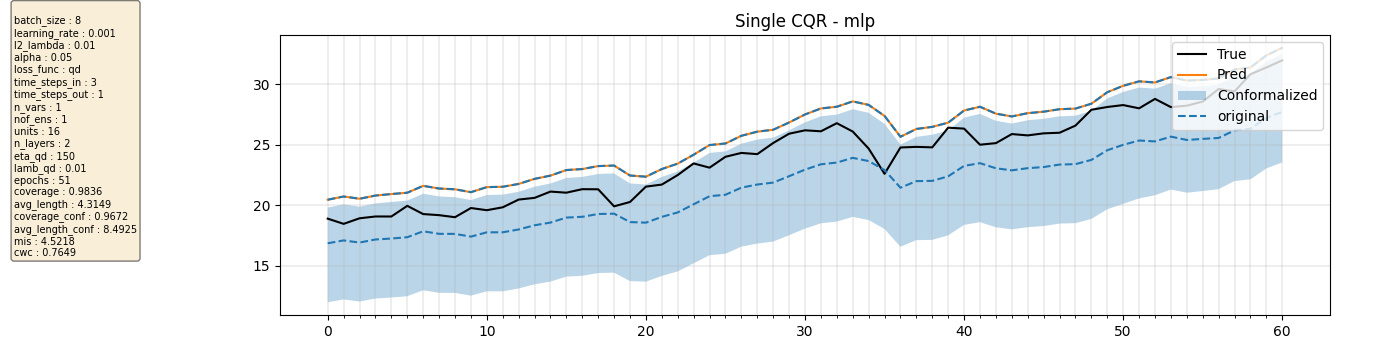 batch_size : 8
learning_rate : 0.001
l2_lambda : 0.01
alpha : 0.05
loss_func : qd
time_steps_in : 3
time_steps_out : 1
n_vars : 1
nof_ens : 1
units : 16
n_layers : 2
eta_qd : 150
lamb_qd : 0.01
epochs : 51
coverage : 0.9836
avg_length : 4.3149
coverage_conf : 0.9672
avg_length_conf : 8.4925
mis : 4.5218
cwc : 0.7649
Single CQR - mlp
True
Pred
Conformalized
original
30
25
20
15
0 10 20 30 40 50 60